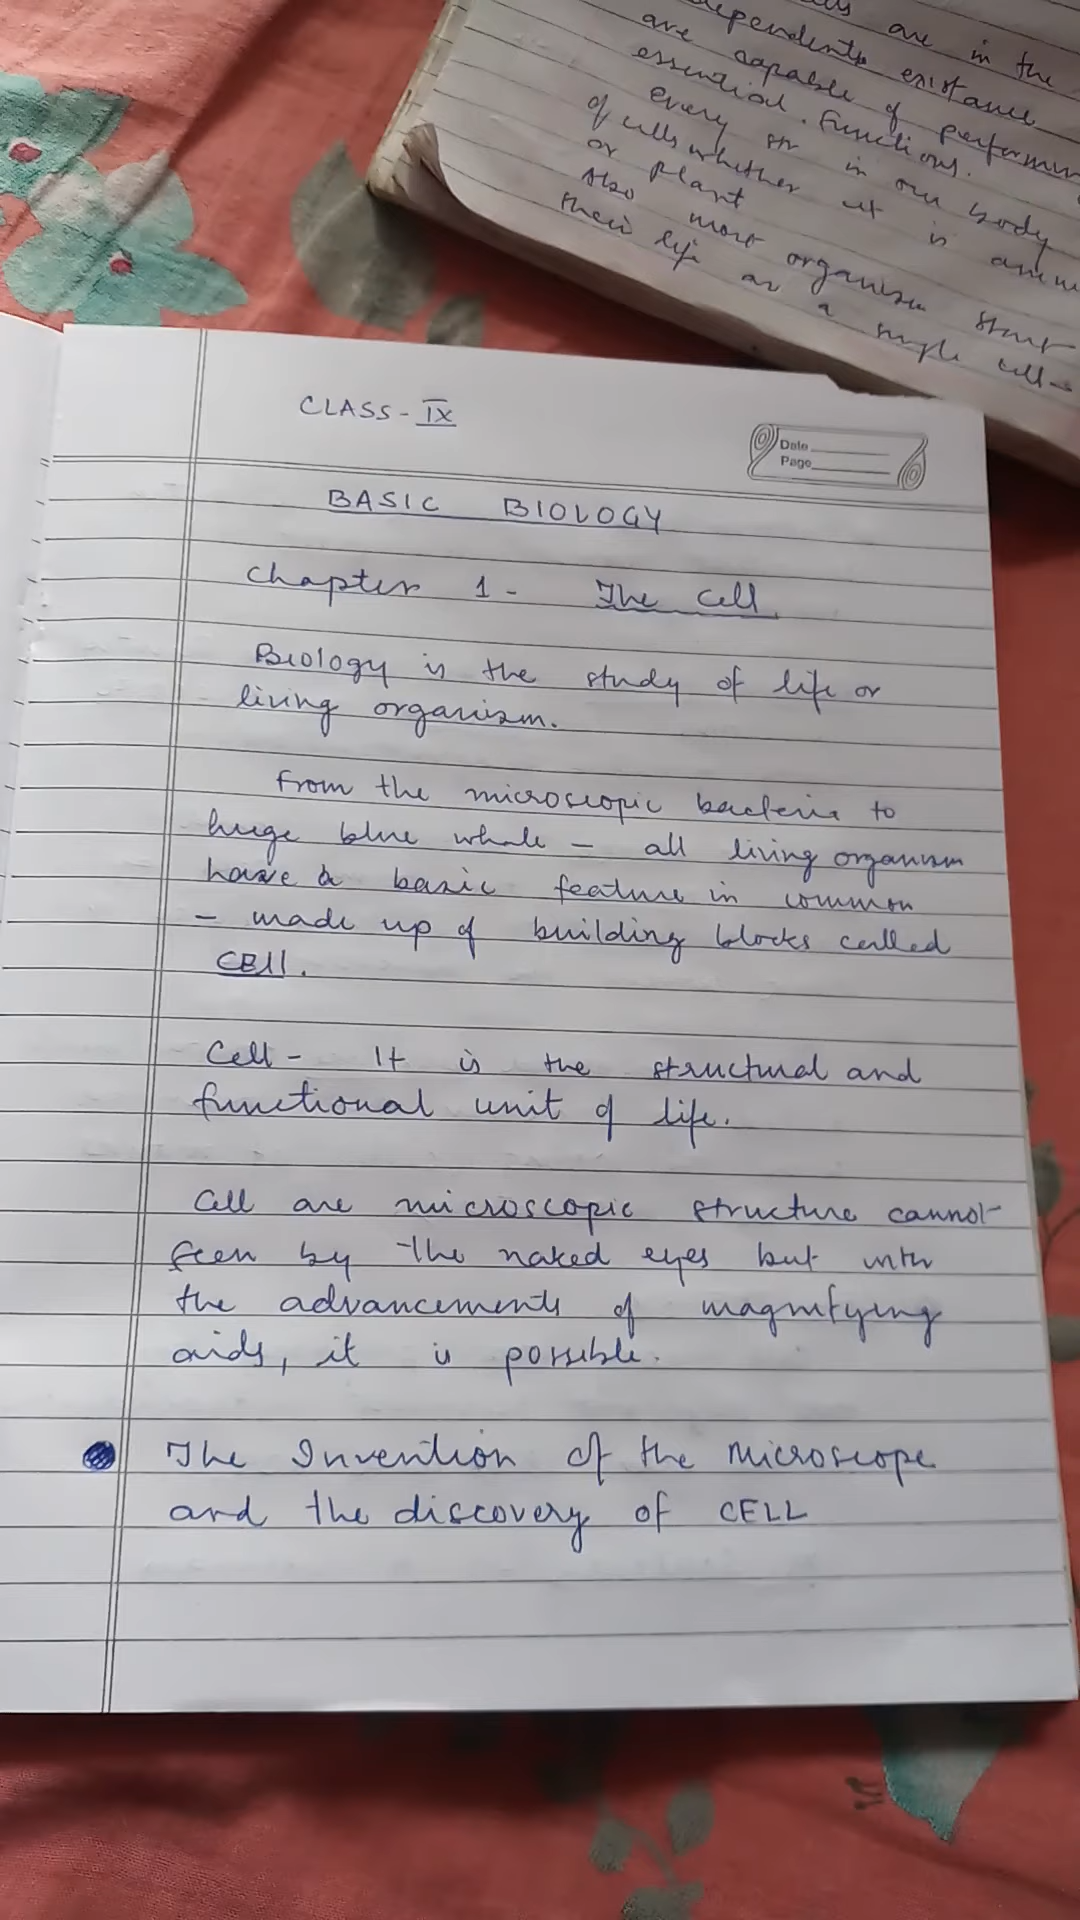 are in the
dependents existance
are capable of performin
essential functions.
every in our body
of cells whether it is
or Plant
Also most organism start
their life as a single cell
CLASS - IX
Date
Page
BASIC BIOLOGY
Chapter 1 - The Cell
Biology is the study of life or
living organism.
From the microscopic bacteria to
huge blue whale - all living organism
have a basic feature in common
- made up of building blocks called
CELL.
Cell - It is the structural and
functional unit of life.
Cell are microscopic structure cannot
seen by the naked eyes but with
the advancements of magnifying
aids, it is possible.
The Invention of the Microscope
and the discovery of CELL